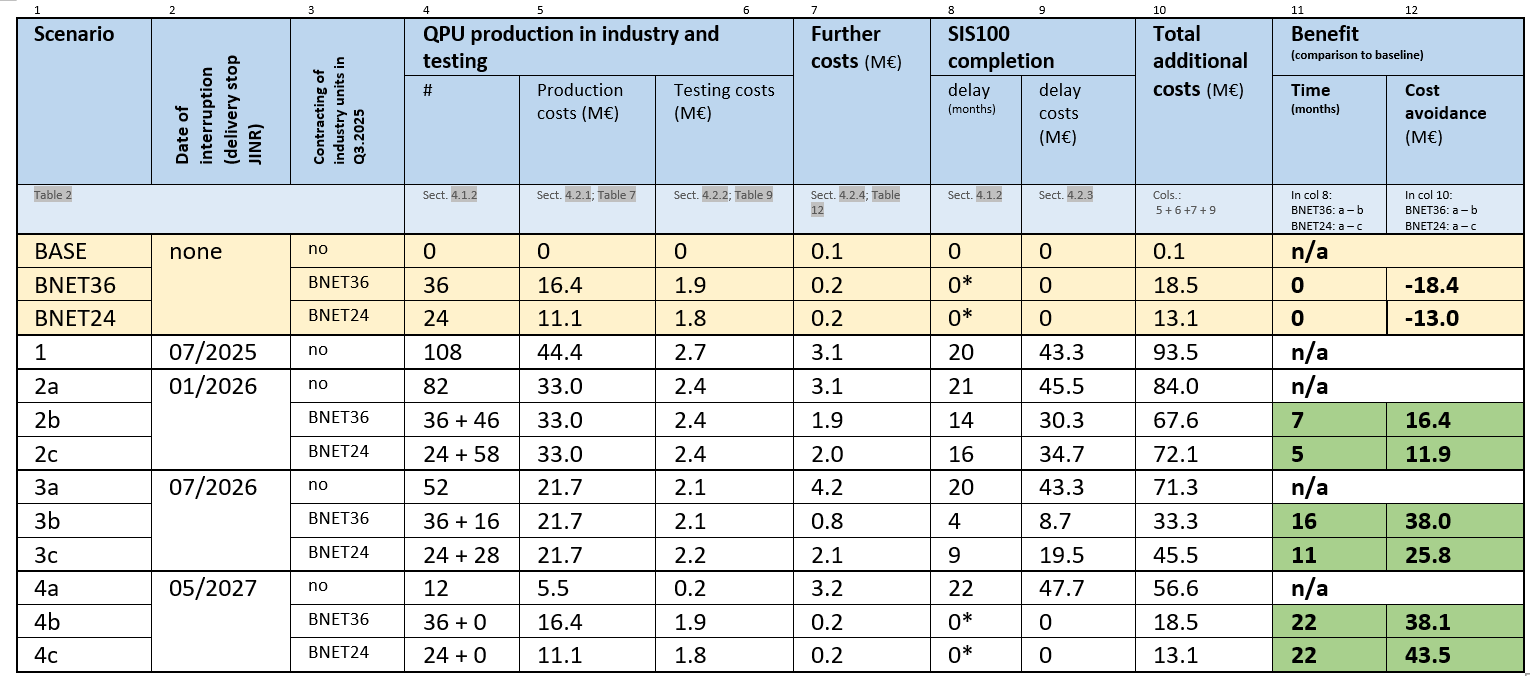 1 2 3 4 5 6 7 8 9 10 11 12
Scenario
Date of
interruption
(delivery stop
JINR)
Contracting of
industry units in
Q3.2025
QPU production in industry and
testing
Further
costs (M€)
SIS100
completion
Total
additional
costs (M€)
Benefit
(comparison to baseline)
#
Production
costs (M€)
Testing costs
(M€)
delay
(months)
delay
costs
(M€)
Time
(months)
Cost
avoidance
(M€)
Table 2
Sect. 4.1.2
Sect. 4.2.1; Table 7
Sect. 4.2.2; Table 9
Sect. 4.2.4; Table
12
Sect. 4.1.2
Sect. 4.2.3
Cols.:
5 + 6 +7 + 9
In col 8:
BNET36: a – b
BNET24: a – c
In col 10:
BNET36: a – b
BNET24: a – c
BASE none no 0 0 0 0.1 0 0 0.1 n/a
BNET36 BNET36 36 16.4 1.9 0.2 0* 0 18.5 0 -18.4
BNET24 BNET24 24 11.1 1.8 0.2 0* 0 13.1 0 -13.0
1 07/2025 no 108 44.4 2.7 3.1 20 43.3 93.5 n/a
2a 01/2026 no 82 33.0 2.4 3.1 21 45.5 84.0 n/a
2b BNET36 36 + 46 33.0 2.4 1.9 14 30.3 67.6 7 16.4
2c BNET24 24 + 58 33.0 2.4 2.0 16 34.7 72.1 5 11.9
3a 07/2026 no 52 21.7 2.1 4.2 20 43.3 71.3 n/a
3b BNET36 36 + 16 21.7 2.1 0.8 4 8.7 33.3 16 38.0
3c BNET24 24 + 28 21.7 2.2 2.1 9 19.5 45.5 11 25.8
4a 05/2027 no 12 5.5 0.2 3.2 22 47.7 56.6 n/a
4b BNET36 36 + 0 16.4 1.9 0.2 0* 0 18.5 22 38.1
4c BNET24 24 + 0 11.1 1.8 0.2 0* 0 13.1 22 43.5